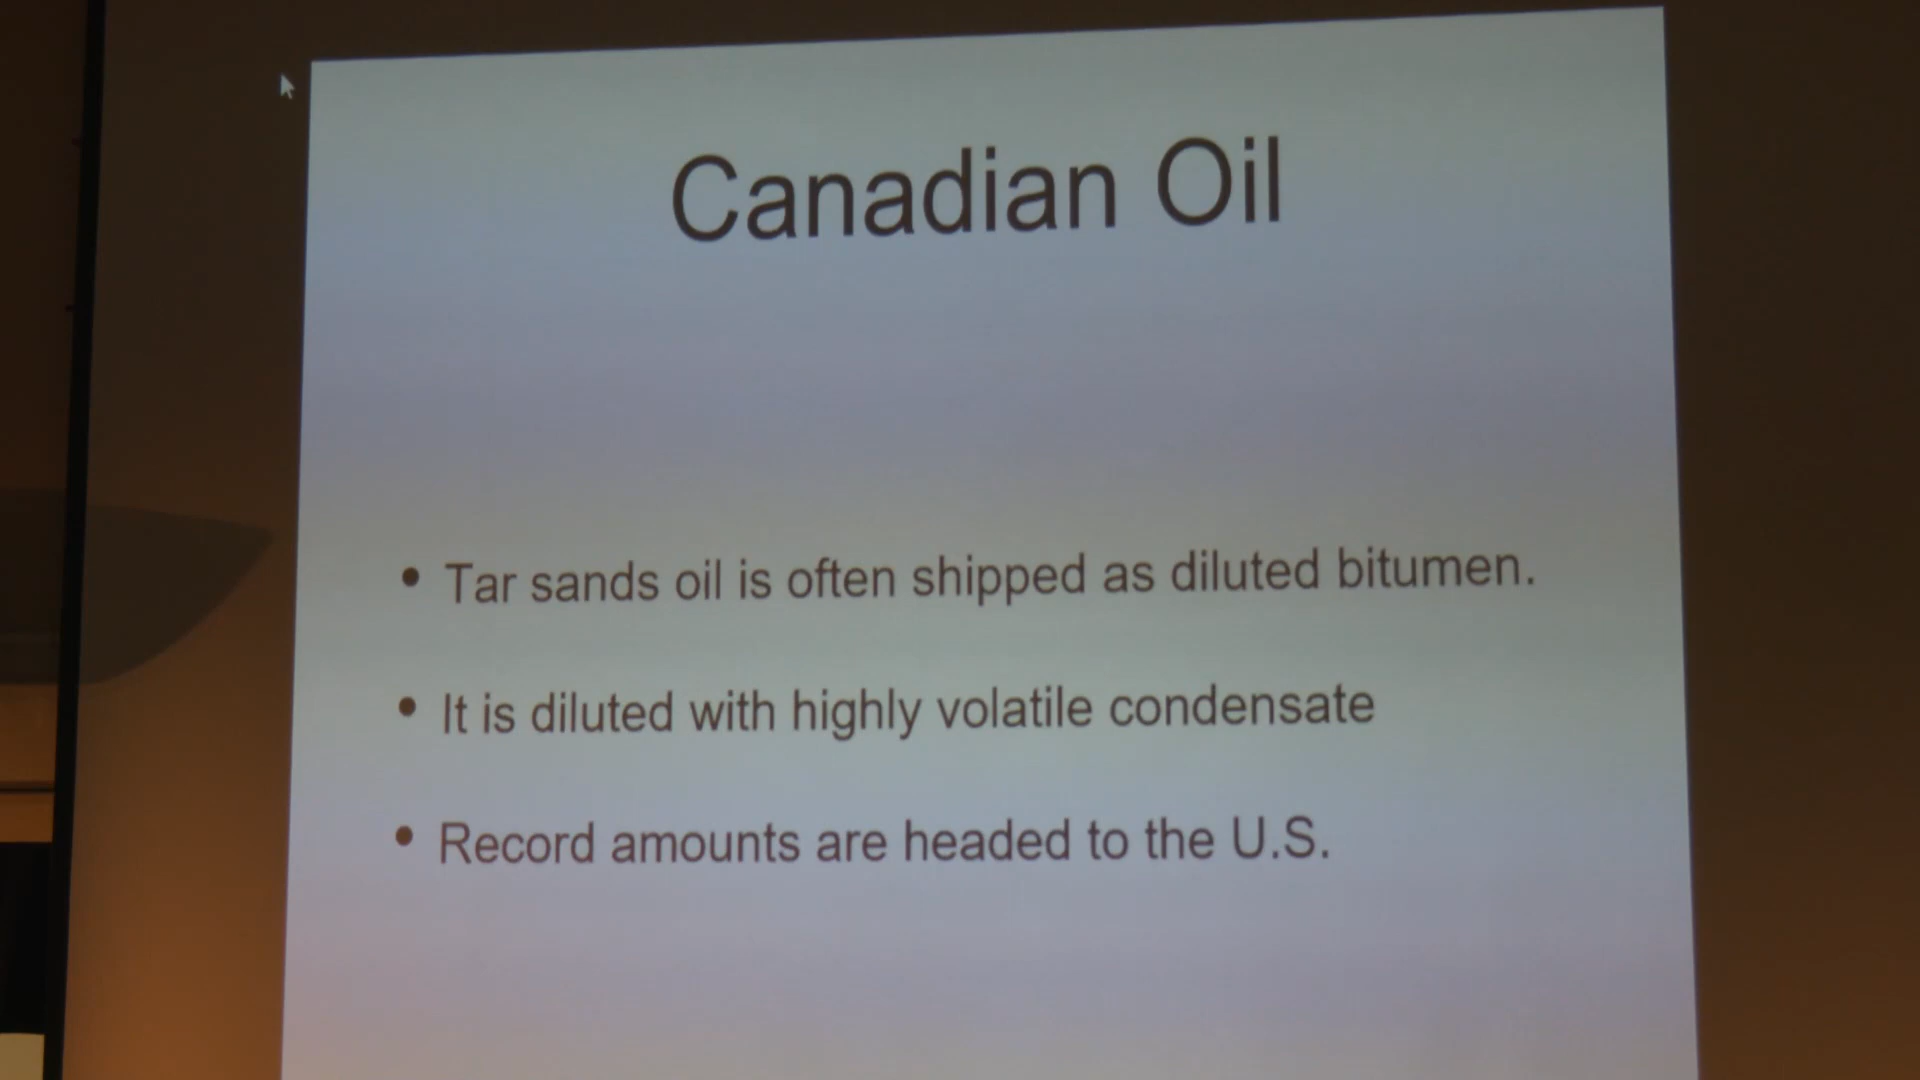 Canadian Oil
• Tar sands oil is often shipped as diluted bitumen.
• It is diluted with highly volatile condensate
• Record amounts are headed to the U.S.